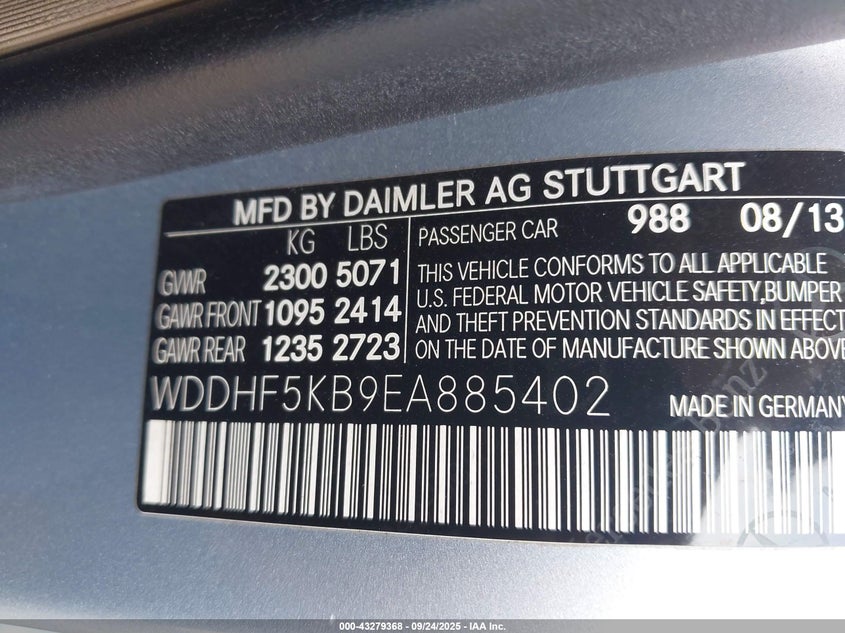 MFD BY DAIMLER AG STUTTGART
KG LBS
GVWR 2300 5071
GAWR FRONT 1095 2414
GAWR REAR 1235 2723
PASSENGER CAR 988 08/13
THIS VEHICLE CONFORMS TO ALL APPLICABLE
U.S. FEDERAL MOTOR VEHICLE SAFETY,BUMPER
AND THEFT PREVENTION STANDARDS IN EFFECT
ON THE DATE OF MANUFACTURE SHOWN ABOVE
WDDHF5KB9EA885402
MADE IN GERMANY
000-43279368 - 09/24/2025 - IAA Inc.